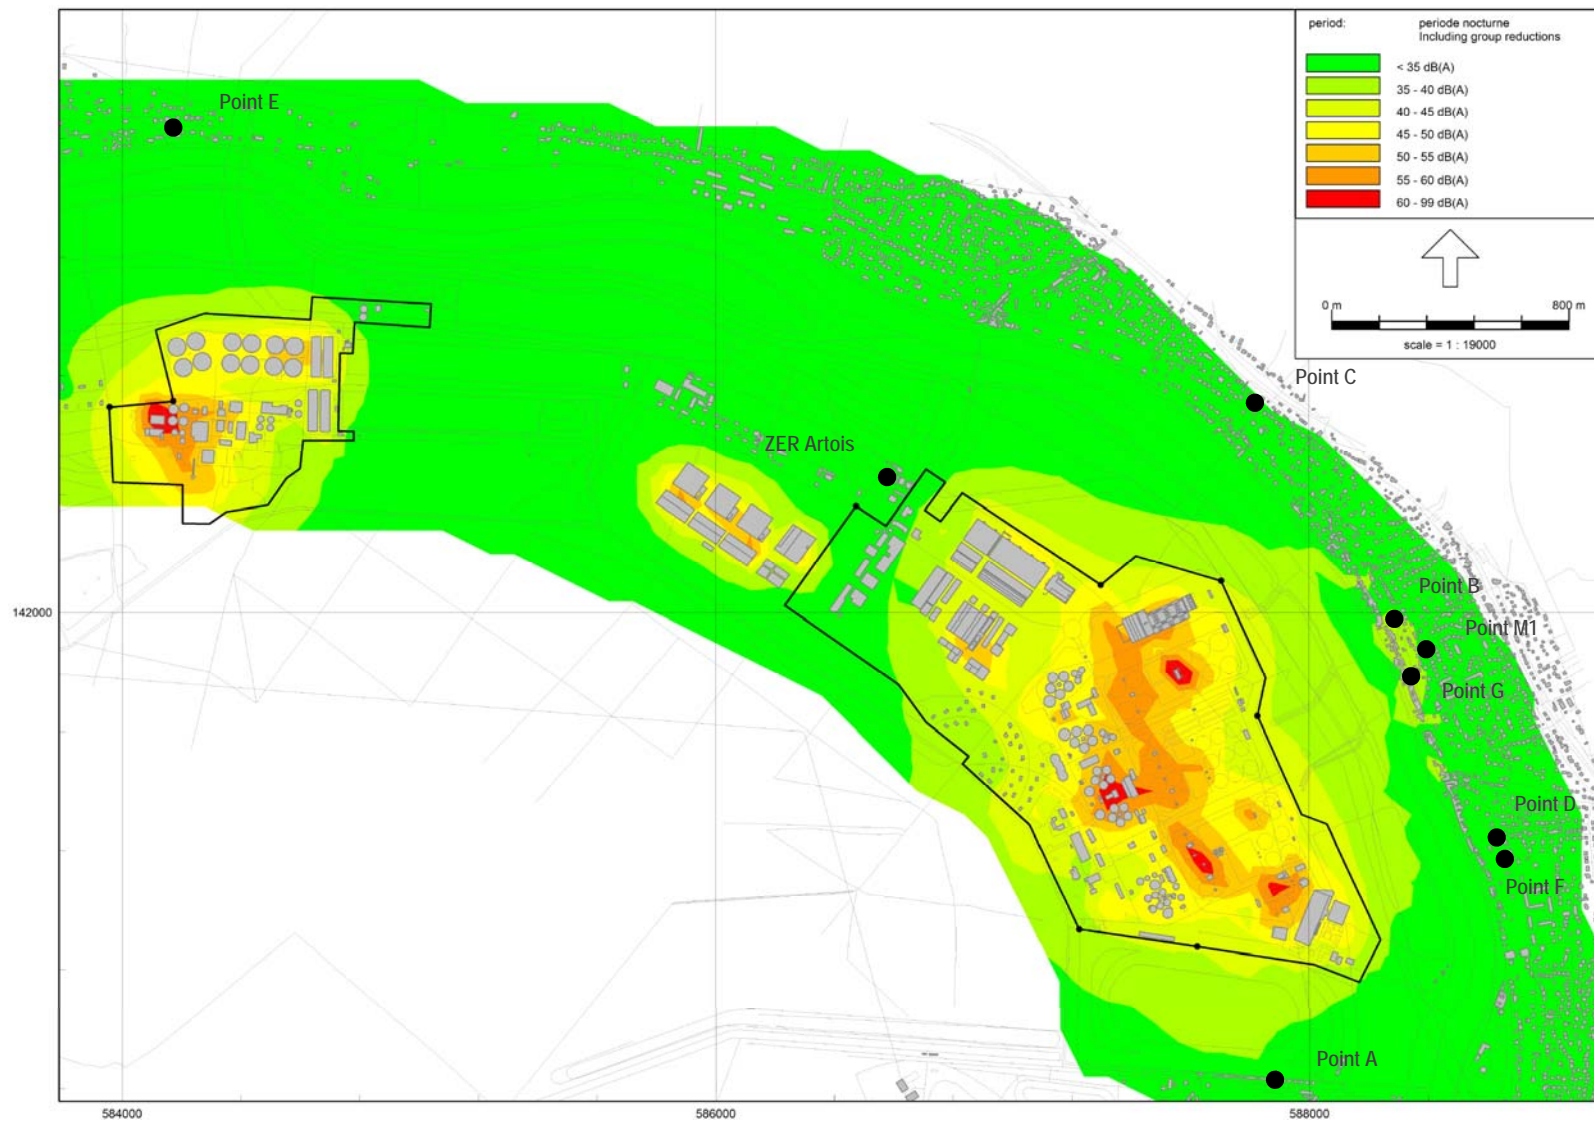 period:
periode nocturne
Including group reductions
< 35 dB(A)
35 - 40 dB(A)
40 - 45 dB(A)
45 - 50 dB(A)
50 - 55 dB(A)
55 - 60 dB(A)
60 - 99 dB(A)
0 m
800 m
scale = 1 : 19000
Point E
Point C
ZER Artois
Point B
142000
Point M1
Point G
Point D
Point F
Point A
584000
586000
588000